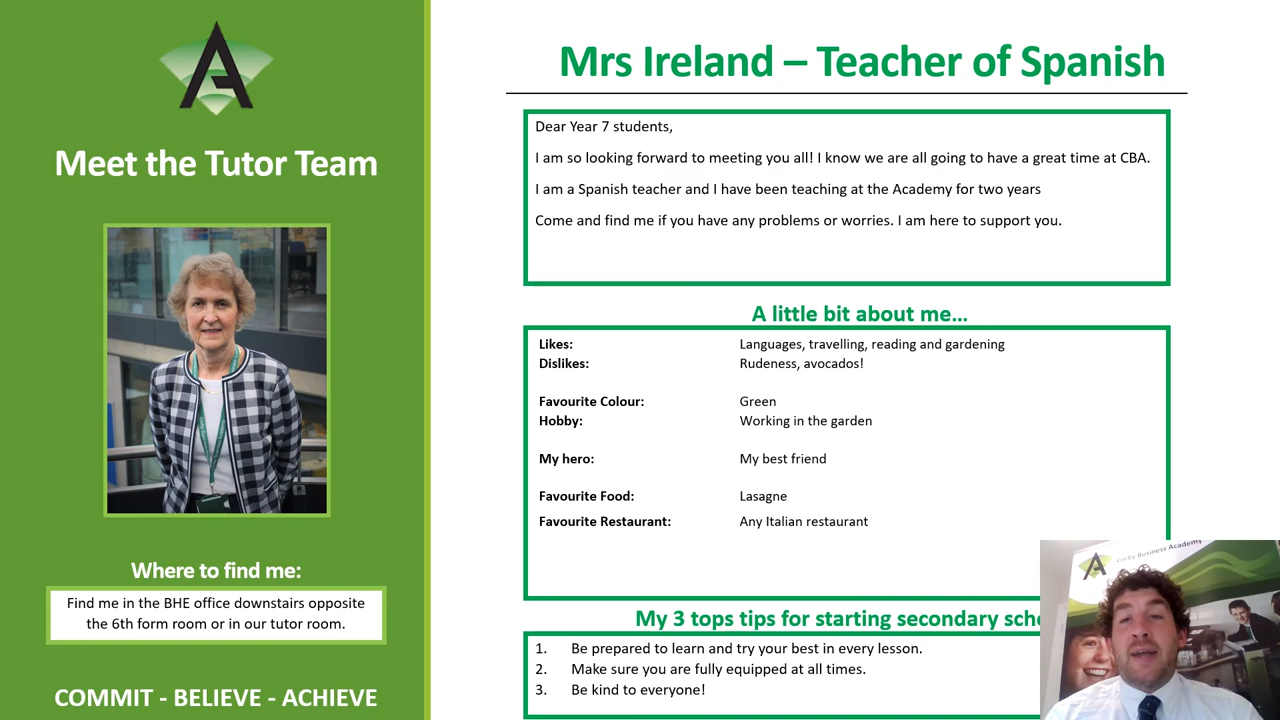 Mrs Ireland – Teacher of Spanish
Meet the Tutor Team
Where to find me:
Find me in the BHE office downstairs opposite
the 6th form room or in our tutor room.
COMMIT - BELIEVE - ACHIEVE
Dear Year 7 students,
I am so looking forward to meeting you all! I know we are all going to have a great time at CBA.
I am a Spanish teacher and I have been teaching at the Academy for two years
Come and find me if you have any problems or worries. I am here to support you.
A little bit about me...
Likes: Languages, travelling, reading and gardening
Dislikes: Rudeness, avocados!
Favourite Colour: Green
Hobby: Working in the garden
My hero: My best friend
Favourite Food: Lasagne
Favourite Restaurant: Any Italian restaurant
My 3 tops tips for starting secondary scho
1. Be prepared to learn and try your best in every lesson.
2. Make sure you are fully equipped at all times.
3. Be kind to everyone!
Corby Business Academy